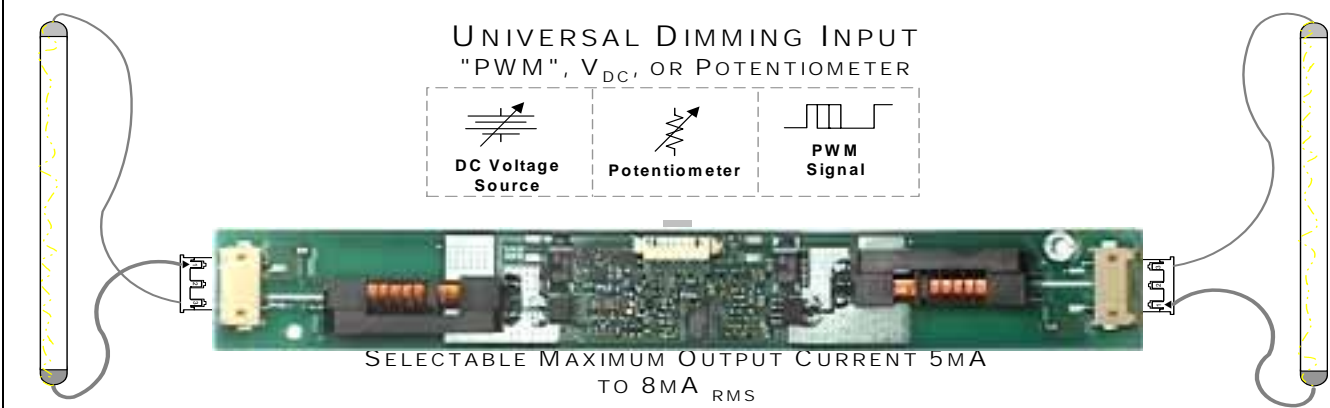 UNIVERSAL DIMMING INPUT
"PWM", VDC, OR POTENTIOMETER
DC Voltage
Source
Potentiometer
PWM
Signal
SELECTABLE MAXIMUM OUTPUT CURRENT 5MA
TO 8MA RMS